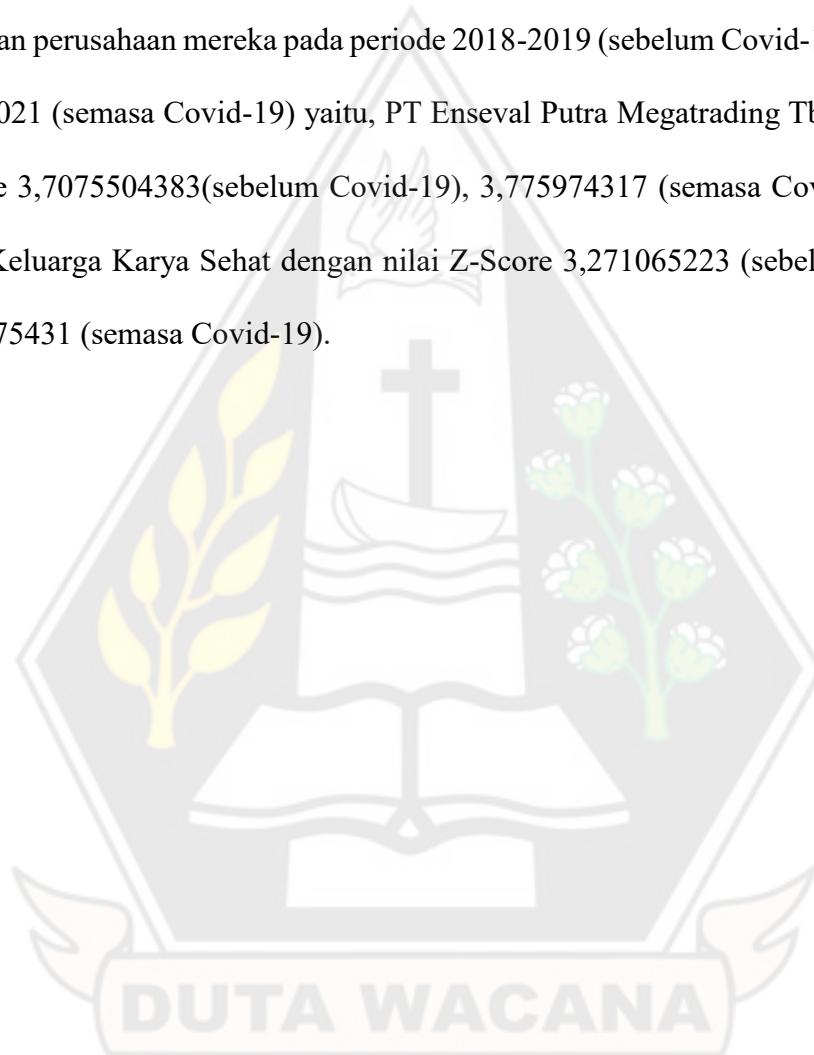 an perusahaan mereka pada periode 2018-2019 (sebelum Covid-
021 (semasa Covid-19) yaitu, PT Enseval Putra Megatrading Tb
e 3,7075504383(sebelum Covid-19), 3,775974317 (semasa Cov
Keluarga Karya Sehat dengan nilai Z-Score 3,271065223 (sebel
75431 (semasa Covid-19).
DUTA WACANA